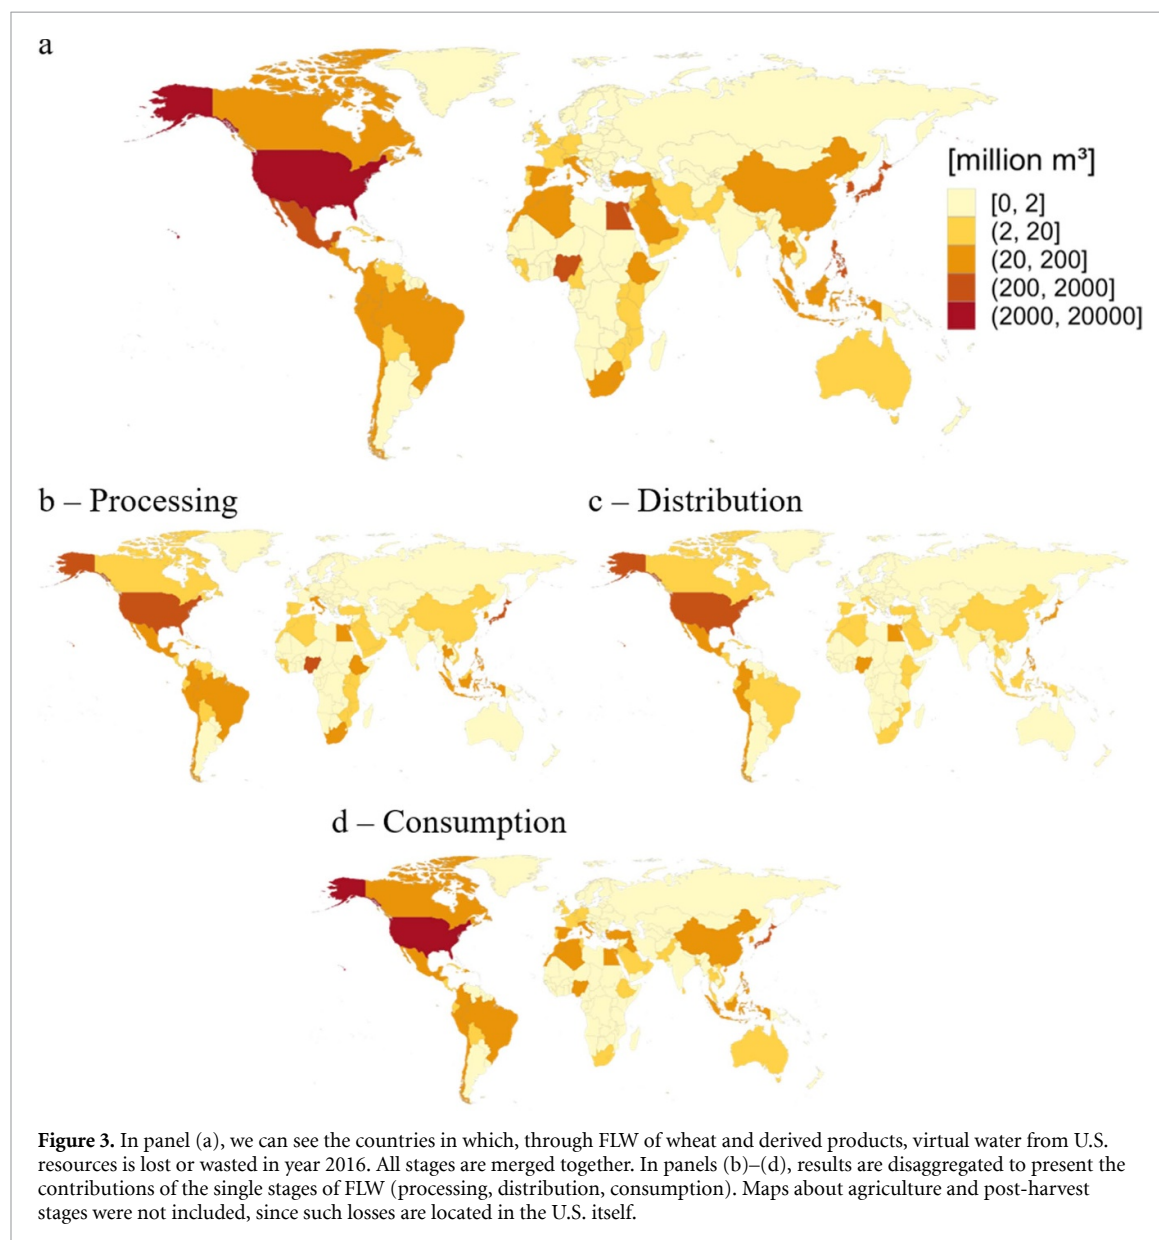 a
[million m³]
[0, 2]
(2, 20]
(20, 200]
(200, 2000]
(2000, 20000]
b – Processing
c – Distribution
d – Consumption
Figure 3. In panel (a), we can see the countries in which, through FLW of wheat and derived products, virtual water from U.S.
resources is lost or wasted in year 2016. All stages are merged together. In panels (b)–(d), results are disaggregated to present the
contributions of the single stages of FLW (processing, distribution, consumption). Maps about agriculture and post-harvest
stages were not included, since such losses are located in the U.S. itself.